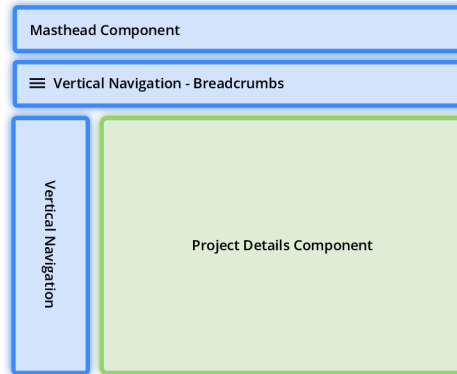 Masthead Component
Vertical Navigation - Breadcrumbs
Vertical Navigation
Project Details Component